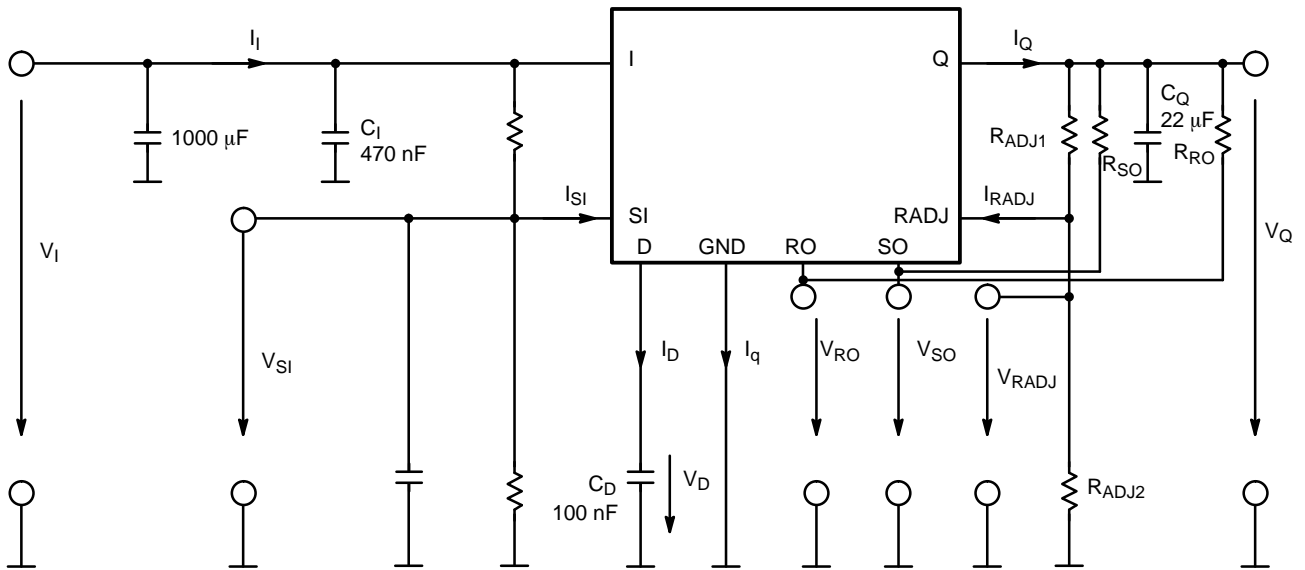 I_I
I
Q
I_Q
1000 μF
C_I
470 nF
R_ADJ1
R_SO
C_Q
22 μF
R_RO
I_SI
SI
RADJ
I_RADJ
D
GND
RO
SO
V_I
V_SI
I_D
I_q
V_RO
V_SO
V_RADJ
V_Q
C_D
100 nF
V_D
R_ADJ2